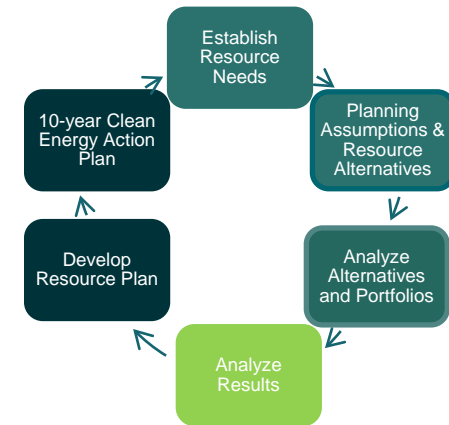 Establish
Resource
Needs
Planning
Assumptions &
Resource
Alternatives
Analyze
Alternatives
and Portfolios
Analyze
Results
Develop
Resource Plan
10-year Clean
Energy Action
Plan